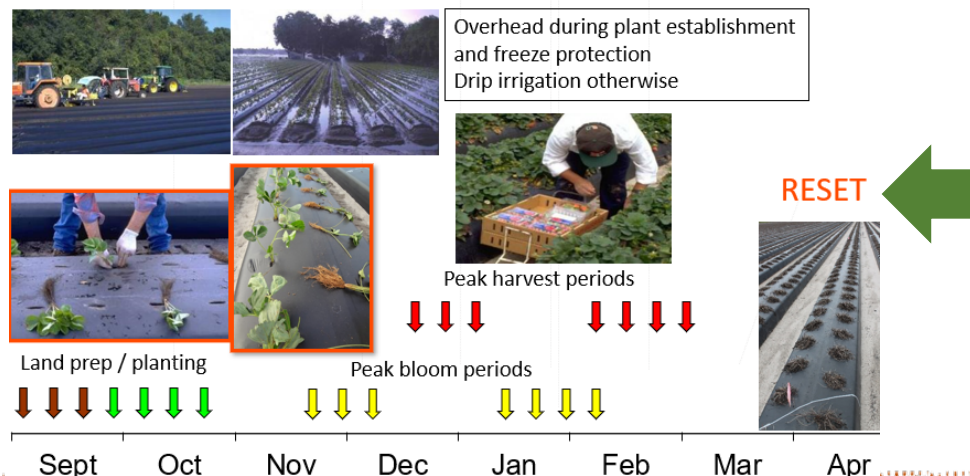 Overhead during plant establishment
and freeze protection
Drip irrigation otherwise
RESET
Peak harvest periods
Land prep / planting
Peak bloom periods
Sept Oct Nov Dec Jan Feb Mar Apr